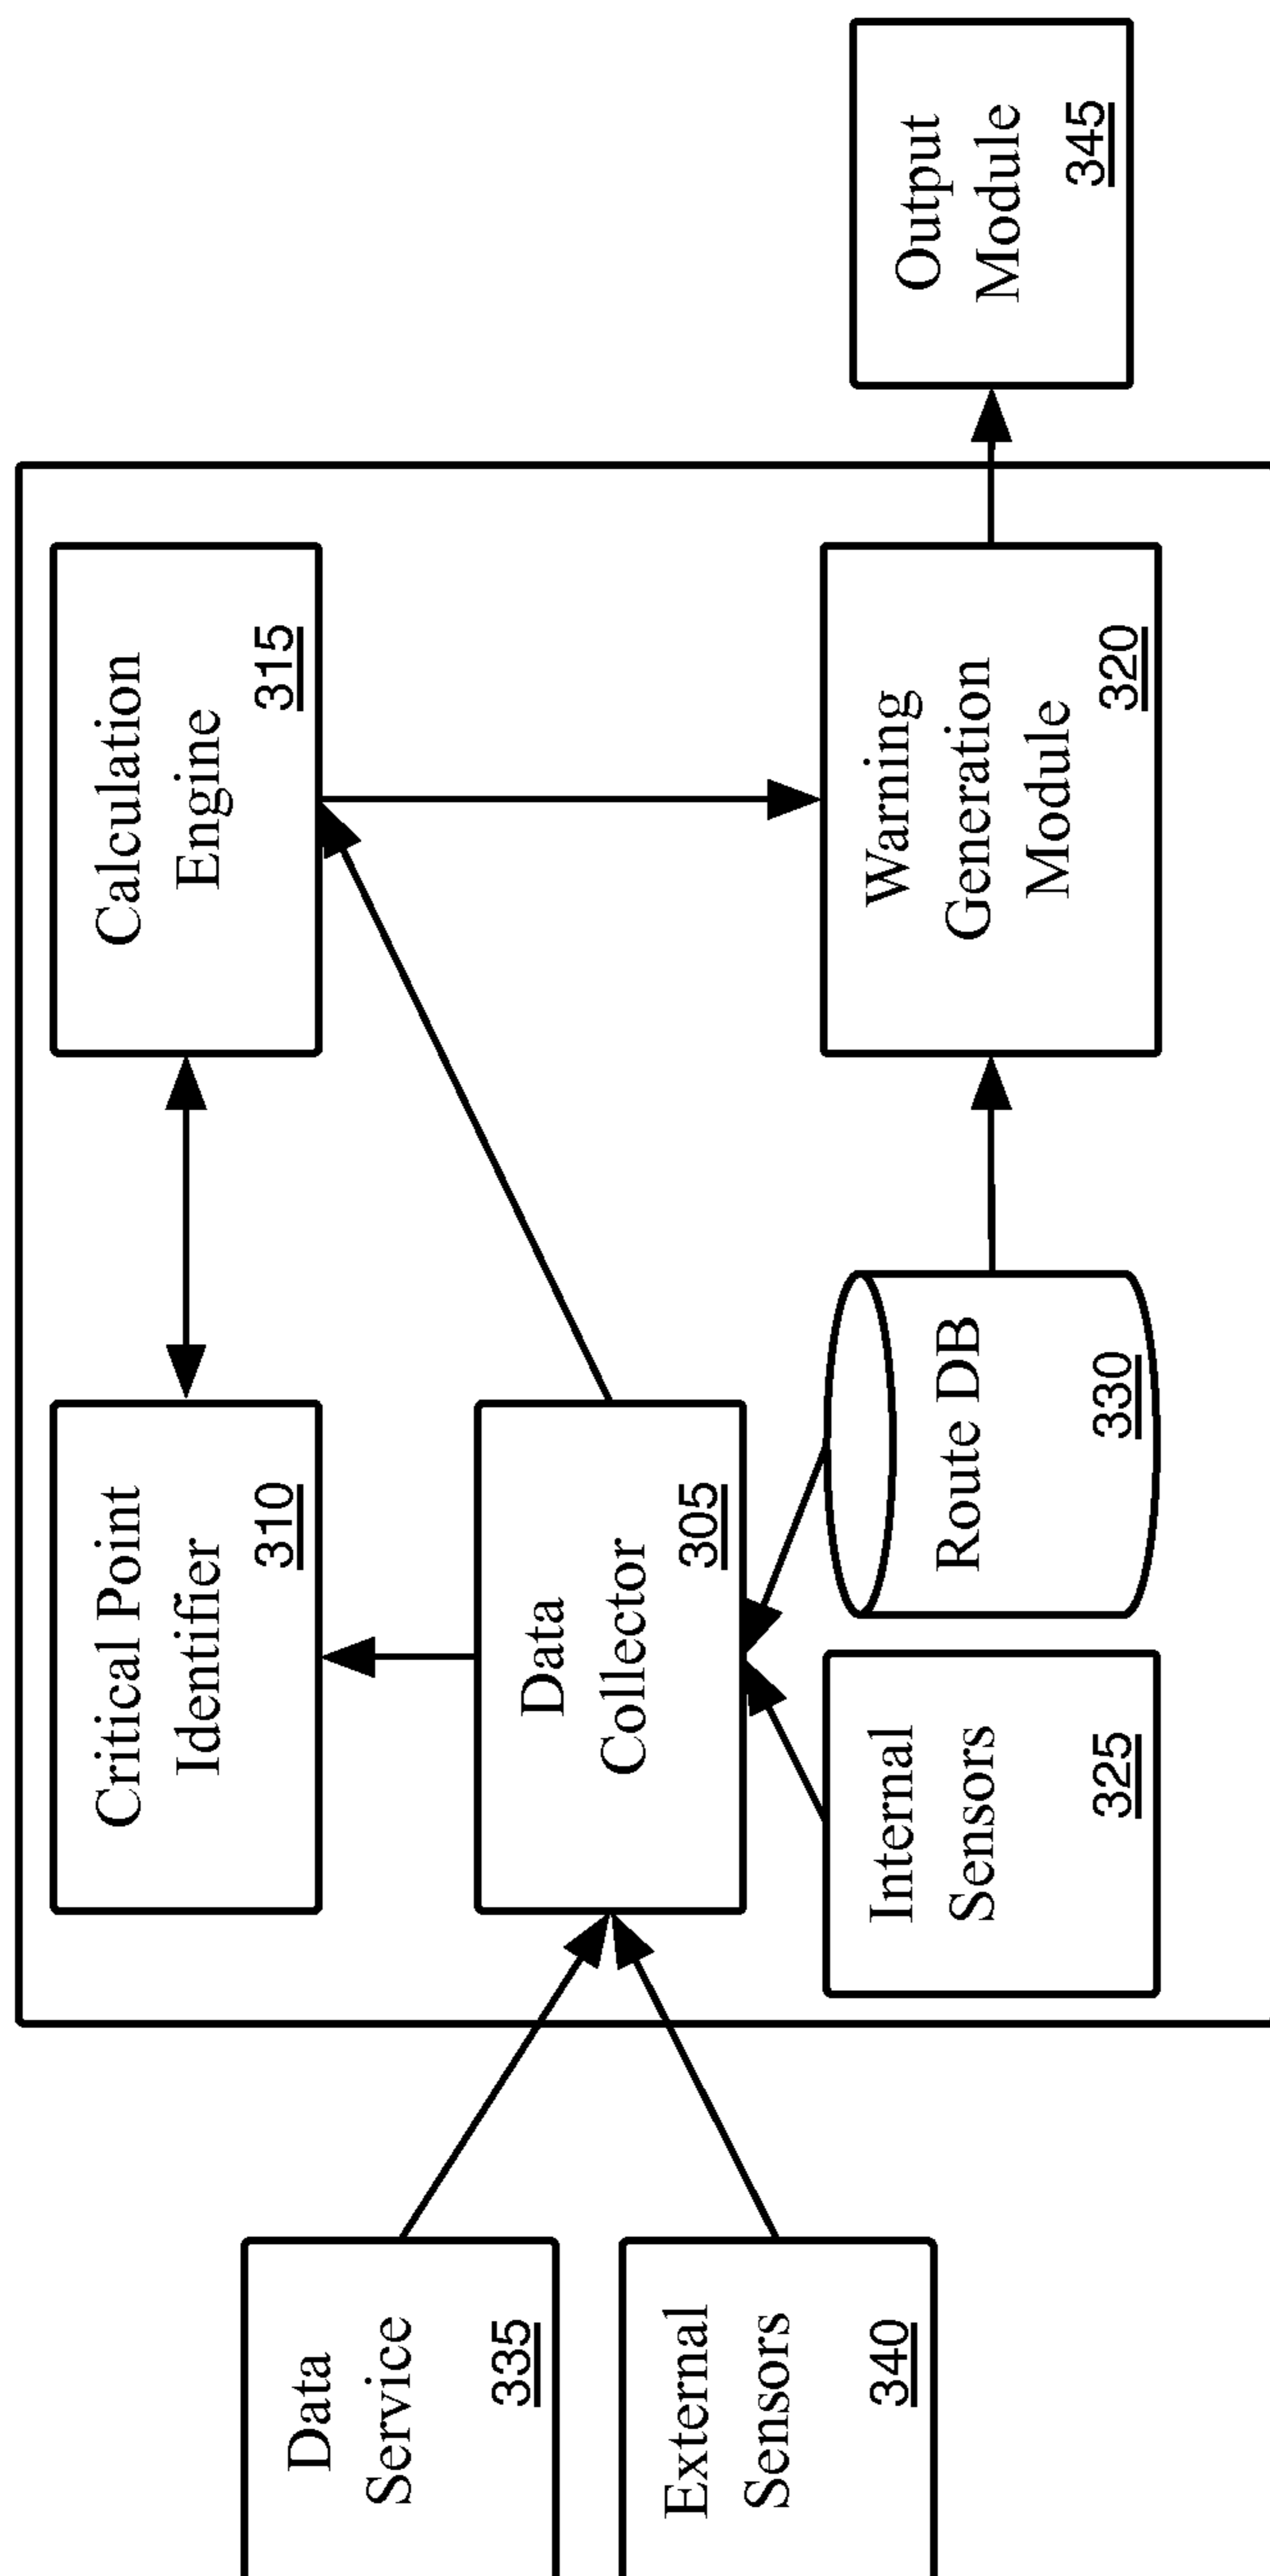 Data
Service
335
External
Sensors
340
Critical Point
Identifier
310
Calculation
Engine
315
Data
Collector
305
Internal
Sensors
325
Route DB
330
Warning
Generation
Module
320
Output
Module
345